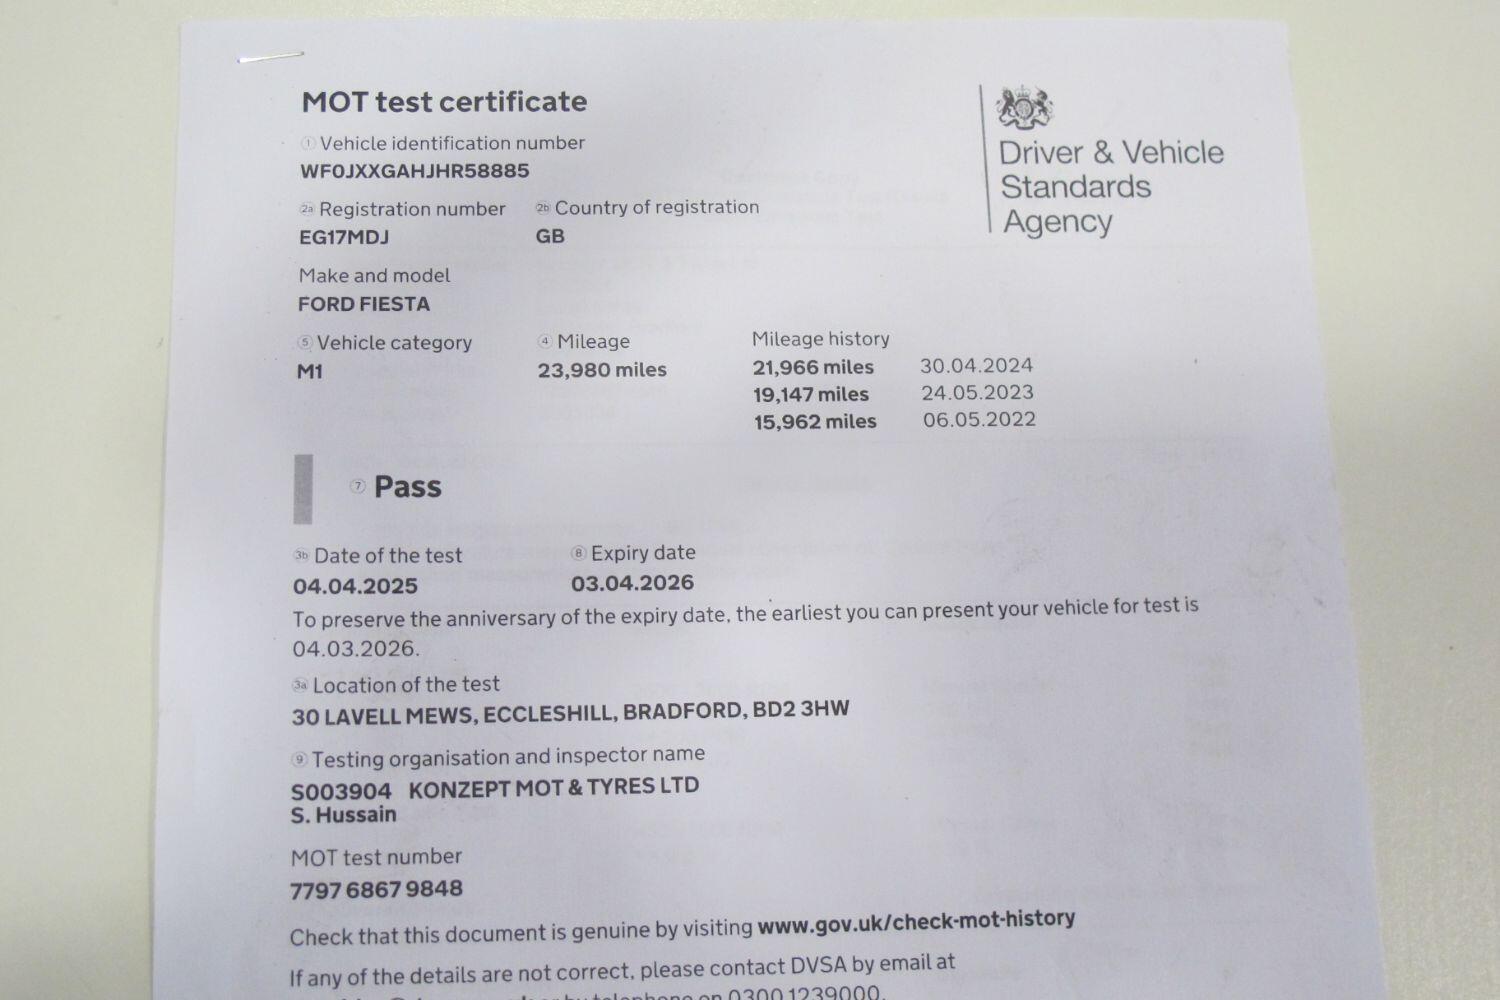 MOT test certificate
1 Vehicle identification number
WF0JXXGAHJHR58885
2a Registration number 2b Country of registration
EG17MDJ GB
Make and model
FORD FIESTA
5 Vehicle category 4 Mileage Mileage history
M1 23,980 miles 21,966 miles 30.04.2024
19,147 miles 24.05.2023
15,962 miles 06.05.2022
Driver & Vehicle
Standards
Agency
7 Pass
3b Date of the test 8 Expiry date
04.04.2025 03.04.2026
To preserve the anniversary of the expiry date, the earliest you can present your vehicle for test is
04.03.2026.
3a Location of the test
30 LAVELL MEWS, ECCLESHILL, BRADFORD, BD2 3HW
9 Testing organisation and inspector name
S003904 KONZEPT MOT & TYRES LTD
S. Hussain
MOT test number
7797 6867 9848
Check that this document is genuine by visiting www.gov.uk/check-mot-history
If any of the details are not correct, please contact DVSA by email at
or by telephone on 0300 1239000.